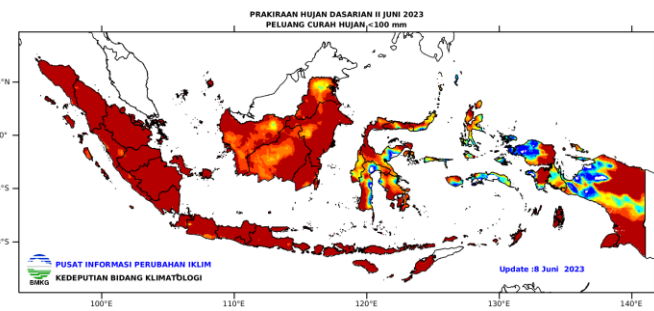 PRAKIRAAN HUJAN DASARIAN II JUNI 2023
PELUANG CURAH HUJAN <100 mm
°N
0°
°S
°S
PUSAT INFORMASI PERUBAHAN IKLIM
KEDEPUTIAN BIDANG KLIMATOLOGI
BMKG
Update :8 Juni 2023
100°E
110°E
120°E
130°E
140°E